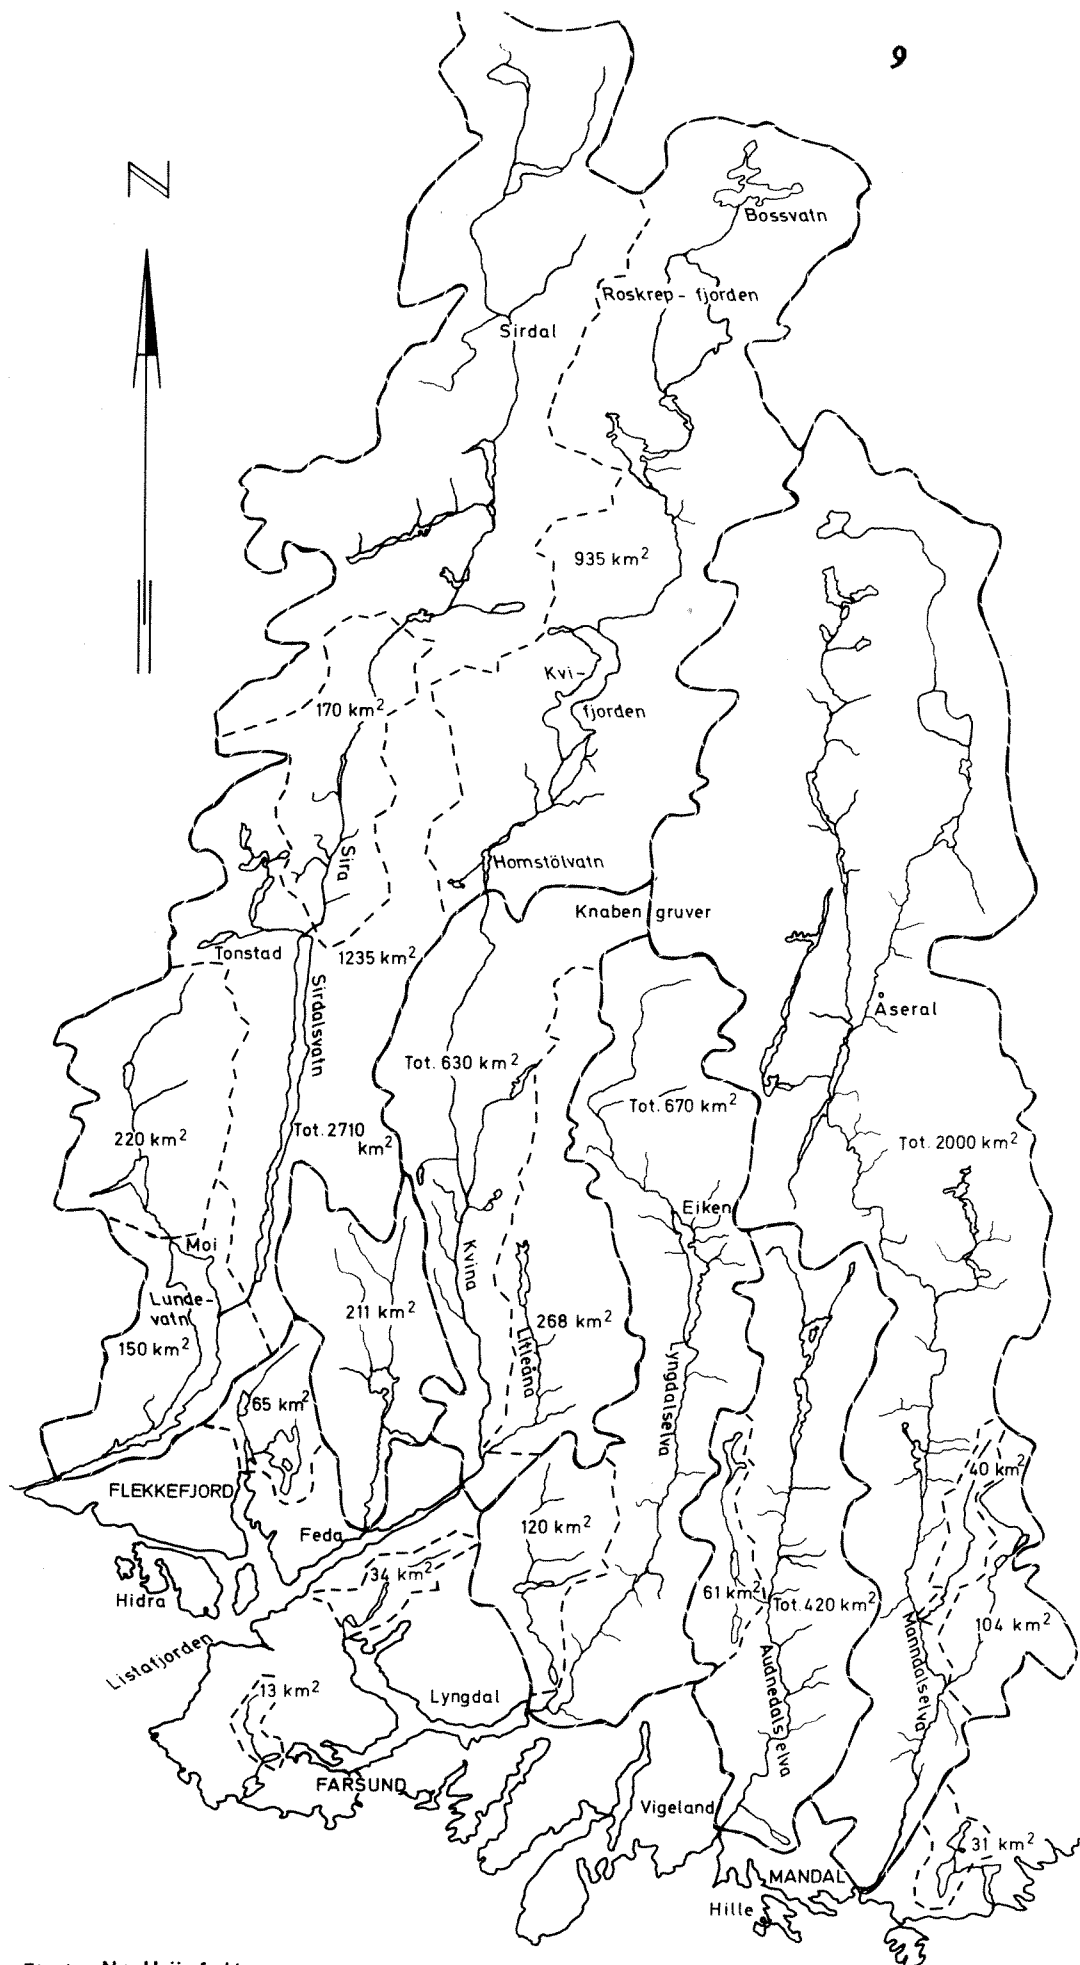 9
N
Bossvatn
Roskrep - fjorden
Sirdal
935 km²
Kvi-
fjorden
170 km²
Sira
Homstölvatn
Knaben gruver
Tonstad
1235 km²
Sirdalsvatn
Åseral
Tot. 630 km²
Tot. 670 km²
220 km²
Tot. 2710
km²
Tot. 2000 km²
Eiken
Moi
Kvina
Lunde-
vatn
211 km²
268 km²
Litleåna
150 km²
Lyngdalselva
65 km²
40 km²
FLEKKEFJORD
Feda
120 km²
34 km²
Hidra
61 km²
Tot. 420 km²
104 km²
Manndalselva
Listafjorden
Audnedalselva
13 km²
Lyngdal
FARSUND
Vigeland
31 km²
MANDAL
Hille